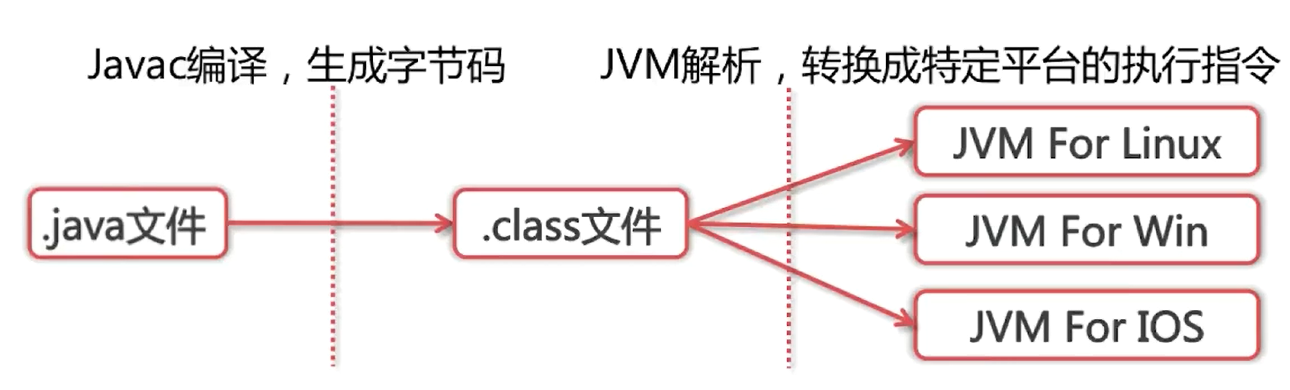 Javac编译，生成字节码
JVM解析，转换成特定平台的执行指令
.java文件
.class文件
JVM For Linux
JVM For Win
JVM For IOS